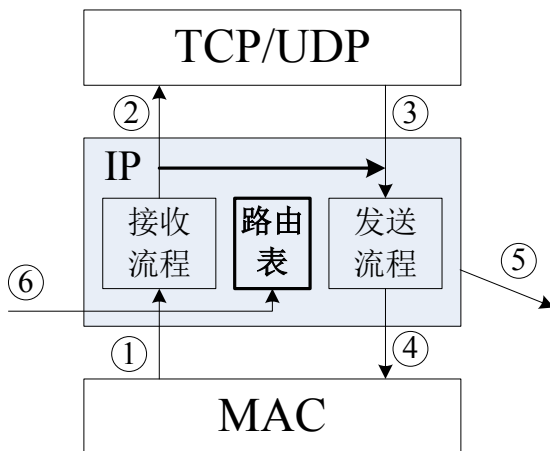 TCP/UDP
② ③
IP
接收 路由 发送
流程 表 流程
⑥ ⑤
① ④
MAC